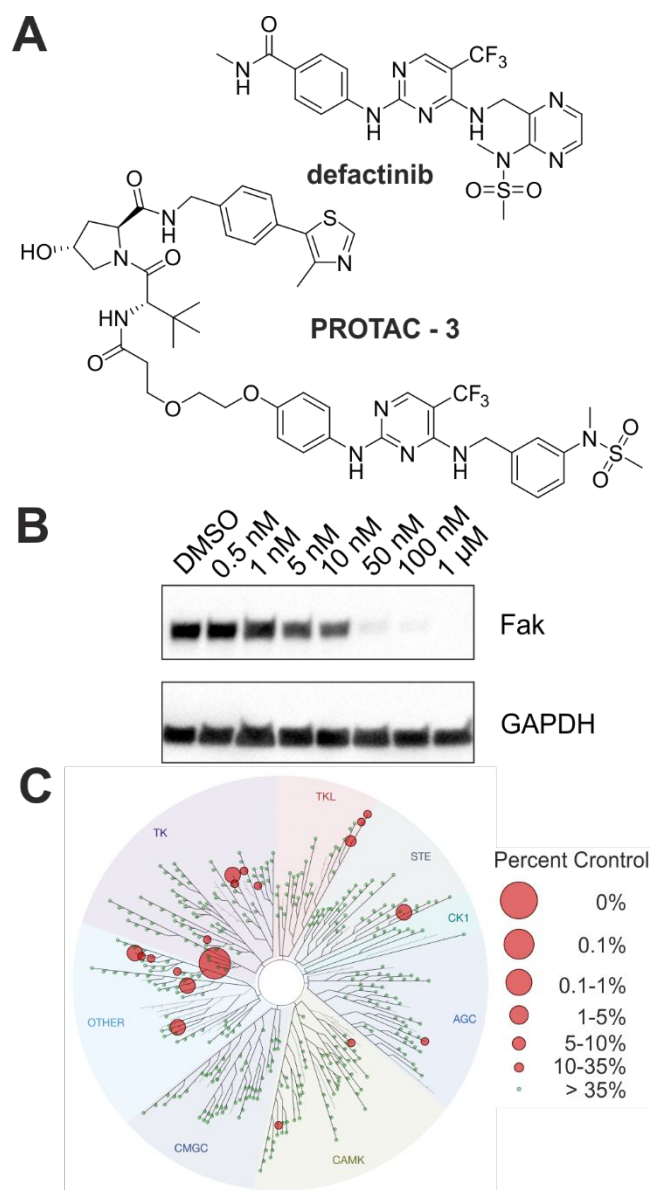 A
O
N
H
N
CF3
N
H
N
NH
N
N
N
O
S
O
defactinib
O
N
H
S
HO
N
O
N
HN
O
PROTAC - 3
O
O
N
H
N
CF3
N
NH
N
O
S
O
B
DMSO
0.5 nM
1 nM
5 nM
10 nM
50 nM
100 nM
1 µM
Fak
GAPDH
C
TK
TKL
STE
CK1
AGC
CAMK
CMGC
OTHER
Percent Crontrol
0%
0.1%
0.1-1%
1-5%
5-10%
10-35%
> 35%